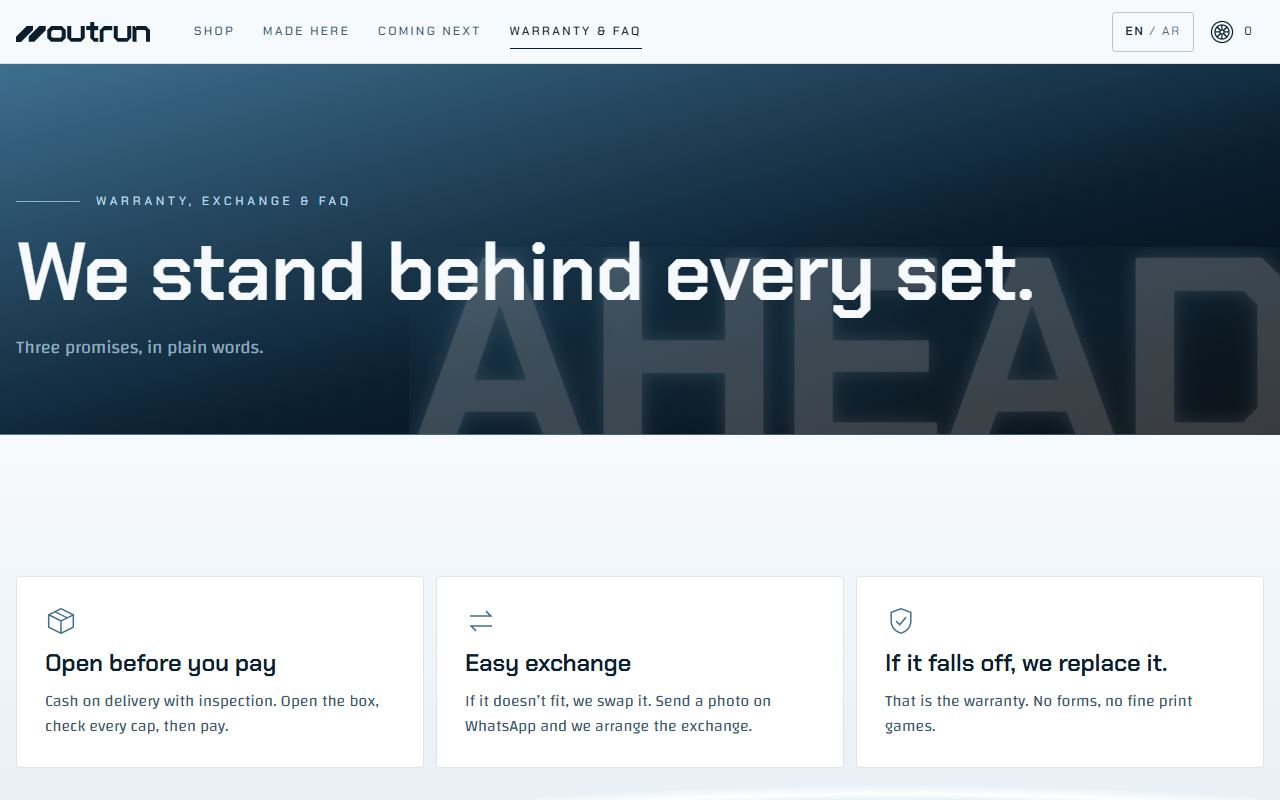 outrun
SHOP
MADE HERE
COMING NEXT
WARRANTY & FAQ
EN / AR
0
WARRANTY, EXCHANGE & FAQ
We stand behind every set.
AHEAD
Three promises, in plain words.
Open before you pay
Cash on delivery with inspection. Open the box,
check every cap, then pay.
Easy exchange
If it doesn't fit, we swap it. Send a photo on
WhatsApp and we arrange the exchange.
If it falls off, we replace it.
That is the warranty. No forms, no fine print
games.